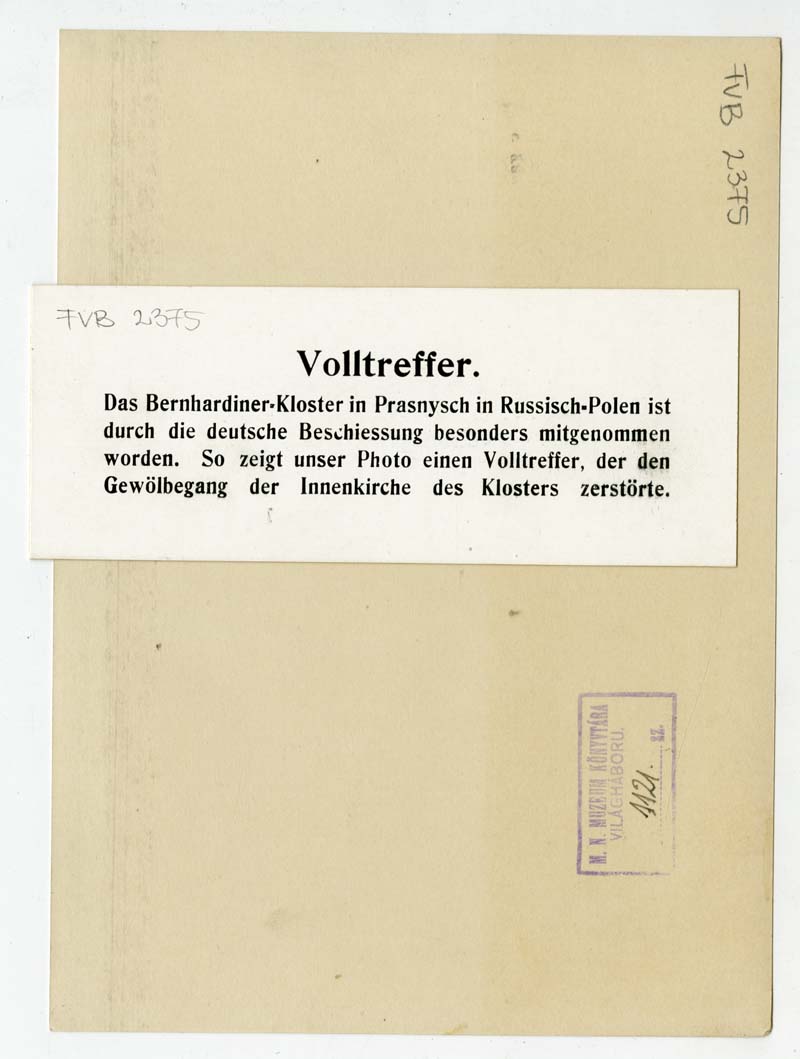 FVB 2375
FVB 2375
Volltreffer.
Das Bernhardiner-Kloster in Prasnysch in Russisch-Polen ist
durch die deutsche Beschiessung besonders mitgenommen
worden. So zeigt unser Photo einen Volltreffer, der den
Gewölbegang der Innenkirche des Klosters zerstörte.
M. N. MUZEUM KÖNYVTÁRA
VILÁGHÁBORU.
1121. sz.